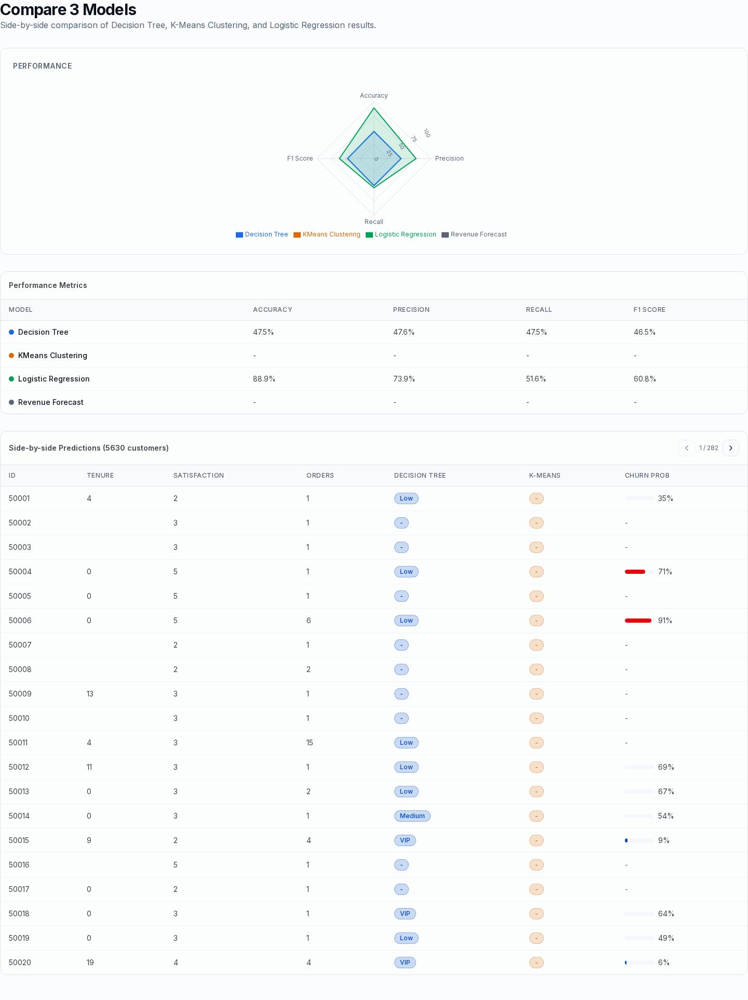 Compare 3 Models
Side-by-side comparison of Decision Tree, K-Means Clustering, and Logistic Regression results.
PERFORMANCE
Accuracy
100
75
50
25
0
F1 Score
Precision
Recall
Decision Tree KMeans Clustering Logistic Regression Revenue Forecast
Performance Metrics
MODEL ACCURACY PRECISION RECALL F1 SCORE
Decision Tree 47.5% 47.6% 47.5% 46.5%
KMeans Clustering - - - -
Logistic Regression 88.9% 73.9% 51.6% 60.8%
Revenue Forecast - - - -
Side-by-side Predictions (5630 customers) 1 / 282
ID TENURE SATISFACTION ORDERS DECISION TREE K-MEANS CHURN PROB
50001 4 2 1 Low - 35%
50002 3 1 - - -
50003 3 1 - - -
50004 0 5 1 Low - 71%
50005 0 5 1 - - -
50006 0 5 6 Low - 91%
50007 2 1 - - -
50008 2 2 - - -
50009 13 3 1 - - -
50010 3 1 - - -
50011 4 3 15 Low - -
50012 11 3 1 Low - 69%
50013 0 3 2 Low - 67%
50014 0 3 1 Medium - 54%
50015 9 2 4 VIP - 9%
50016 5 1 - - -
50017 0 2 1 - - -
50018 0 3 1 VIP - 64%
50019 0 3 1 Low - 49%
50020 19 4 4 VIP - 6%